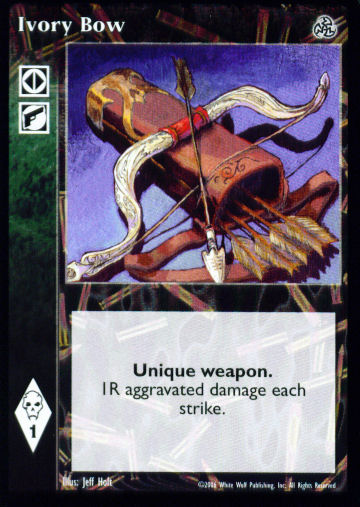 Ivory Bow
Unique weapon.
1R aggravated damage each
strike.
1
Illus: Jeff Holt
©2006 White Wolf Publishing, Inc. All Rights Reserved